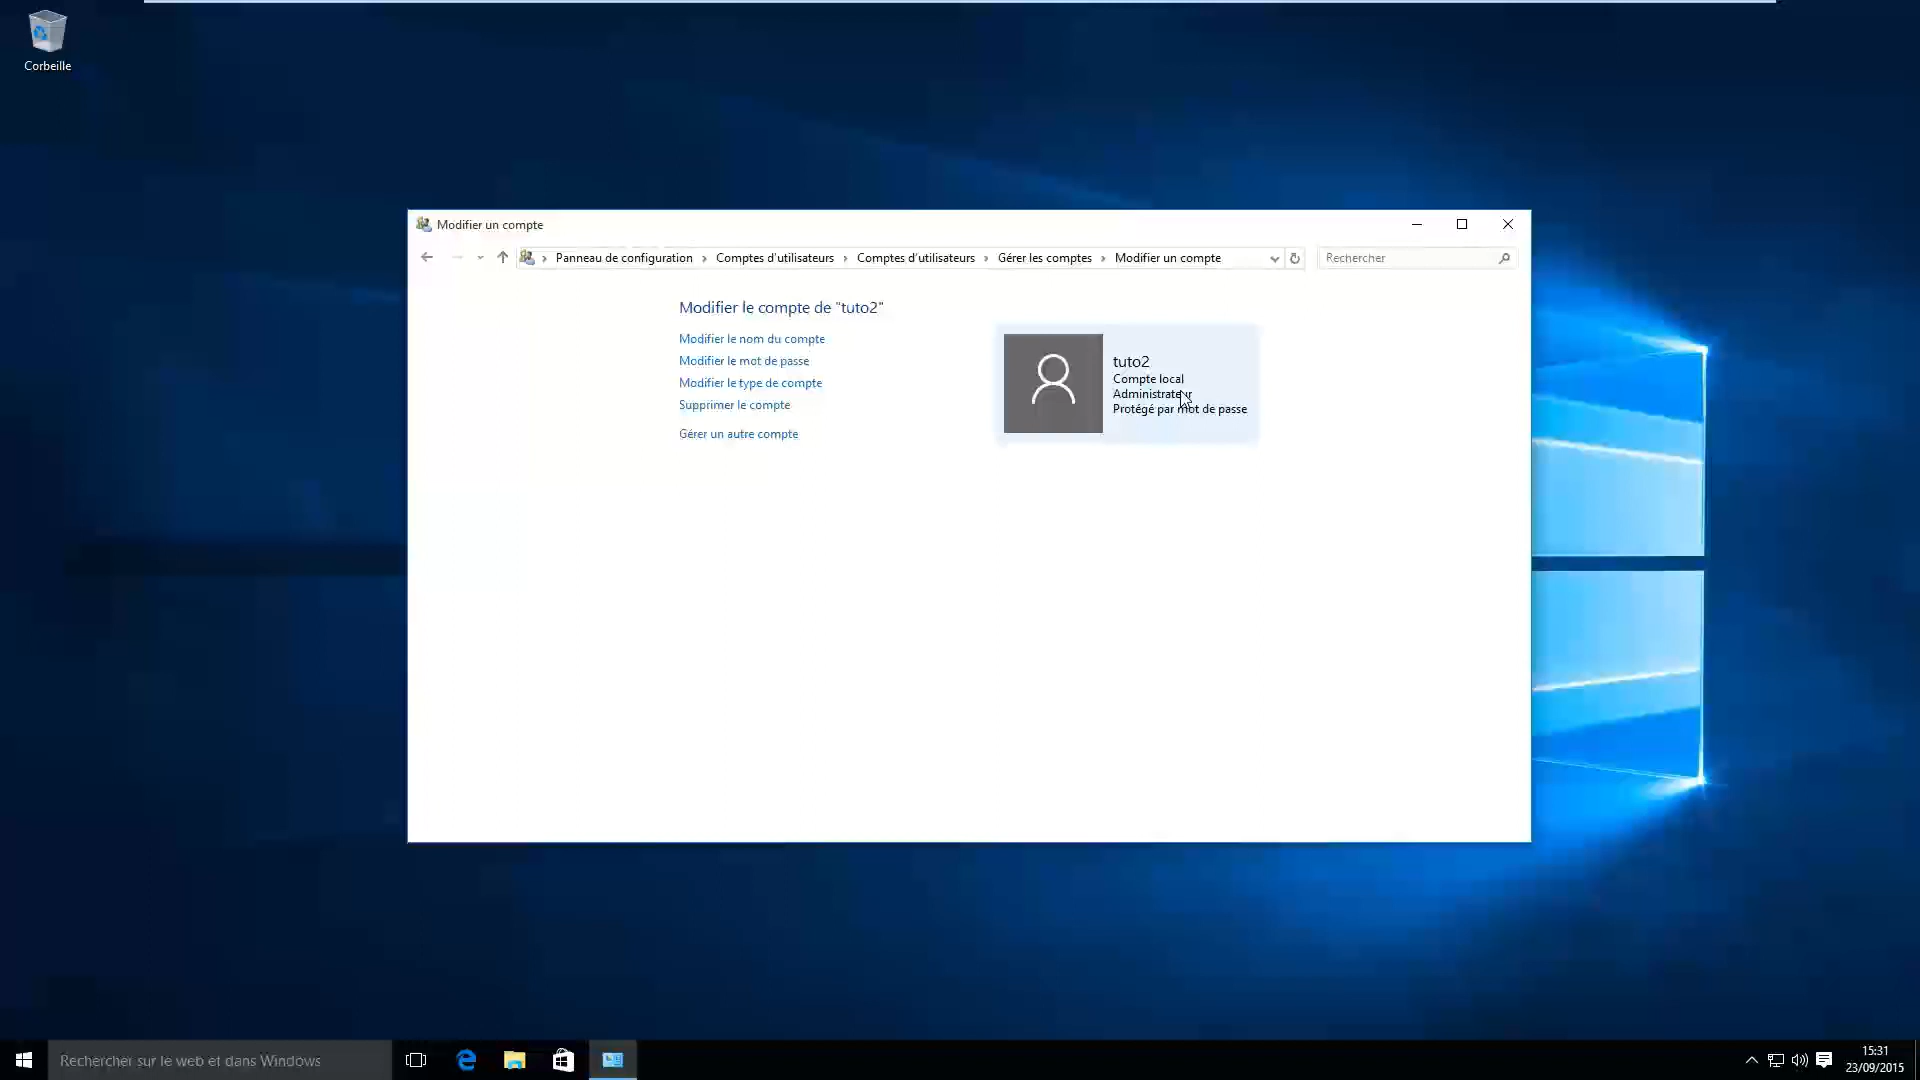 Corbeille
Modifier un compte
Panneau de configuration › Comptes d'utilisateurs › Comptes d'utilisateurs › Gérer les comptes › Modifier un compte
Rechercher
Modifier le compte de "tuto2"
Modifier le nom du compte
Modifier le mot de passe
Modifier le type de compte
Supprimer le compte
Gérer un autre compte
tuto2
Compte local
Administrateur
Protégé par mot de passe
Rechercher sur le web et dans Windows
15:31
23/09/2015